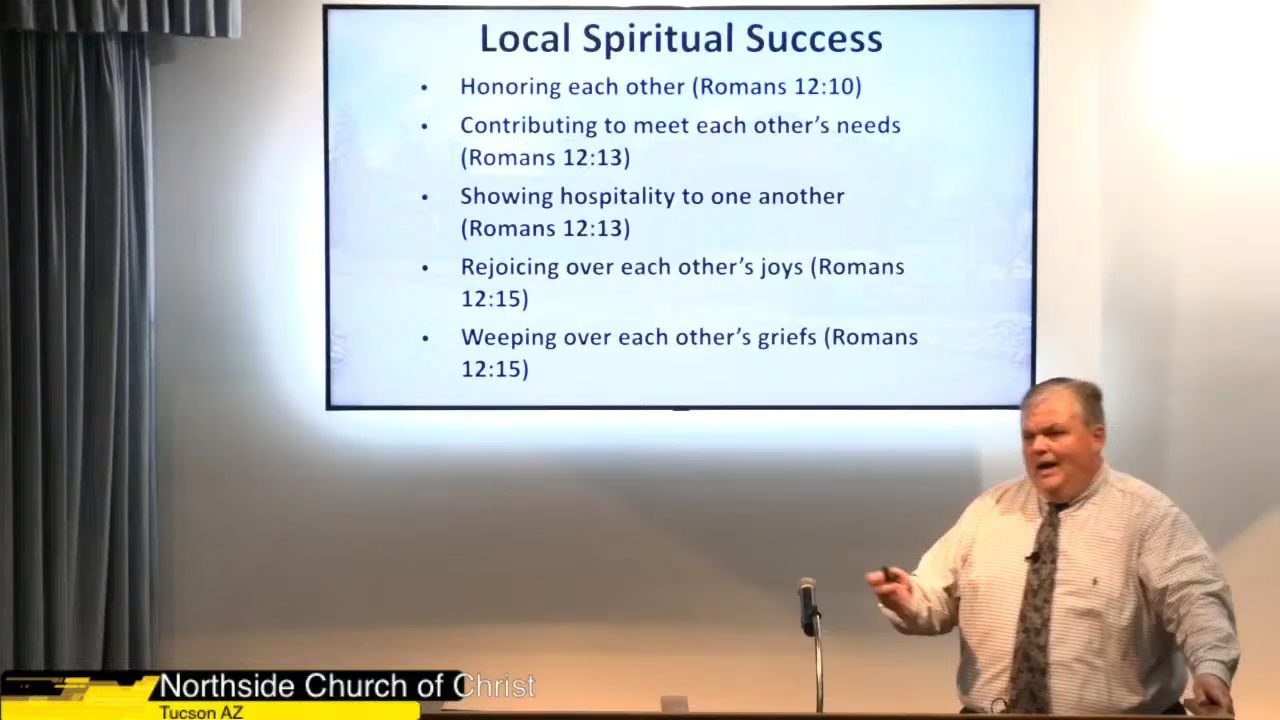 Local Spiritual Success
• Honoring each other (Romans 12:10)
• Contributing to meet each other’s needs
(Romans 12:13)
• Showing hospitality to one another
(Romans 12:13)
• Rejoicing over each other’s joys (Romans
12:15)
• Weeping over each other’s griefs (Romans
12:15)
Northside Church of Christ
Tucson AZ